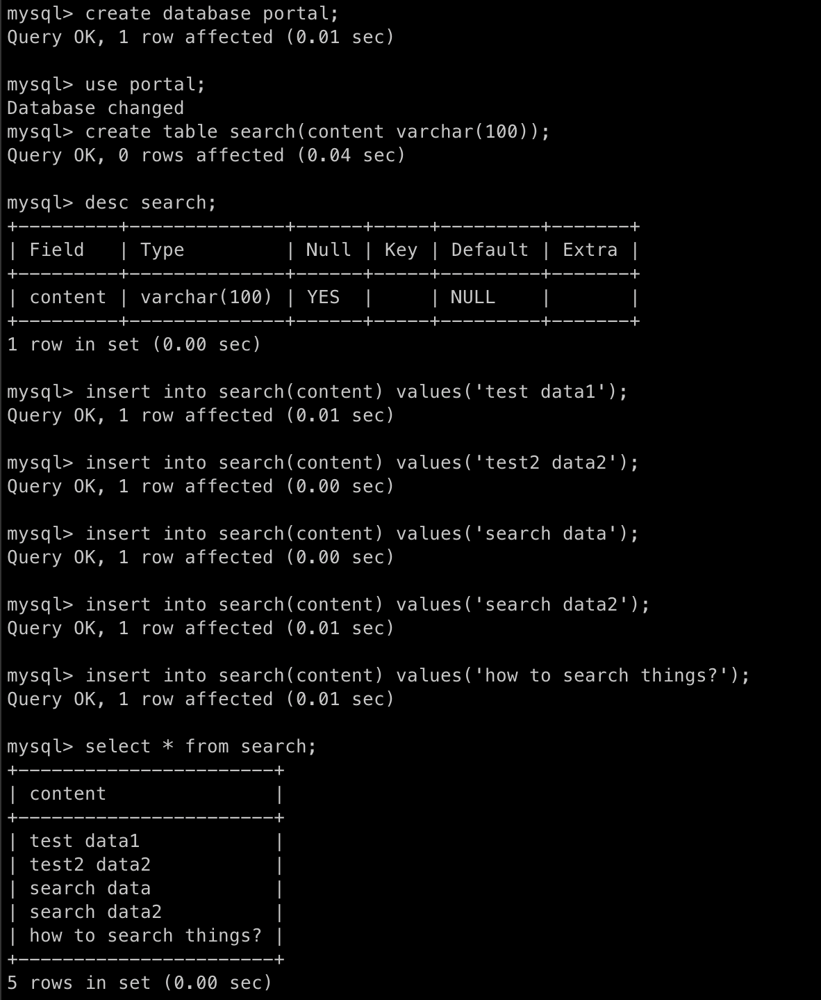 mysql> create database portal;
Query OK, 1 row affected (0.01 sec)

mysql> use portal;
Database changed
mysql> create table search(content varchar(100));
Query OK, 0 rows affected (0.04 sec)

mysql> desc search;
+---------+--------------+------+-----+---------+-------+
| Field   | Type         | Null | Key | Default | Extra |
+---------+--------------+------+-----+---------+-------+
| content | varchar(100) | YES  |     | NULL    |       |
+---------+--------------+------+-----+---------+-------+
1 row in set (0.00 sec)

mysql> insert into search(content) values('test data1');
Query OK, 1 row affected (0.01 sec)

mysql> insert into search(content) values('test2 data2');
Query OK, 1 row affected (0.00 sec)

mysql> insert into search(content) values('search data');
Query OK, 1 row affected (0.00 sec)

mysql> insert into search(content) values('search data2');
Query OK, 1 row affected (0.01 sec)

mysql> insert into search(content) values('how to search things?');
Query OK, 1 row affected (0.01 sec)

mysql> select * from search;
+-----------------------+
| content               |
+-----------------------+
| test data1            |
| test2 data2           |
| search data           |
| search data2          |
| how to search things? |
+-----------------------+
5 rows in set (0.00 sec)